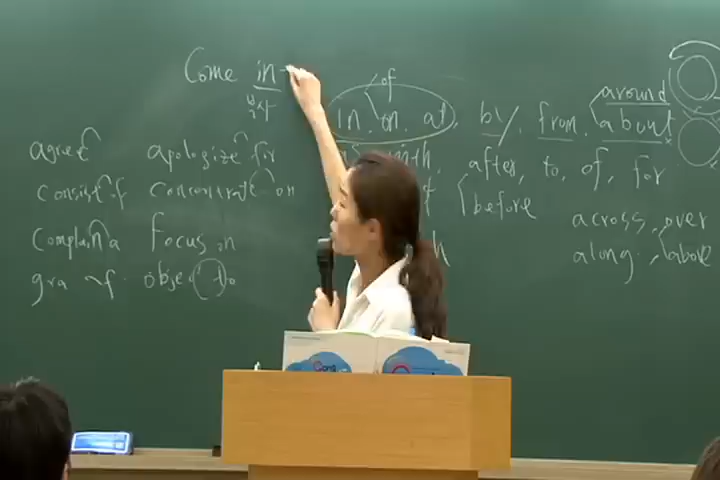 Come in
부사
of
in. on. at, by, from. around about
after, to, of, for
before
across, over
along, above
agree apologize for
consist of concentrate on
complain focus on
object to